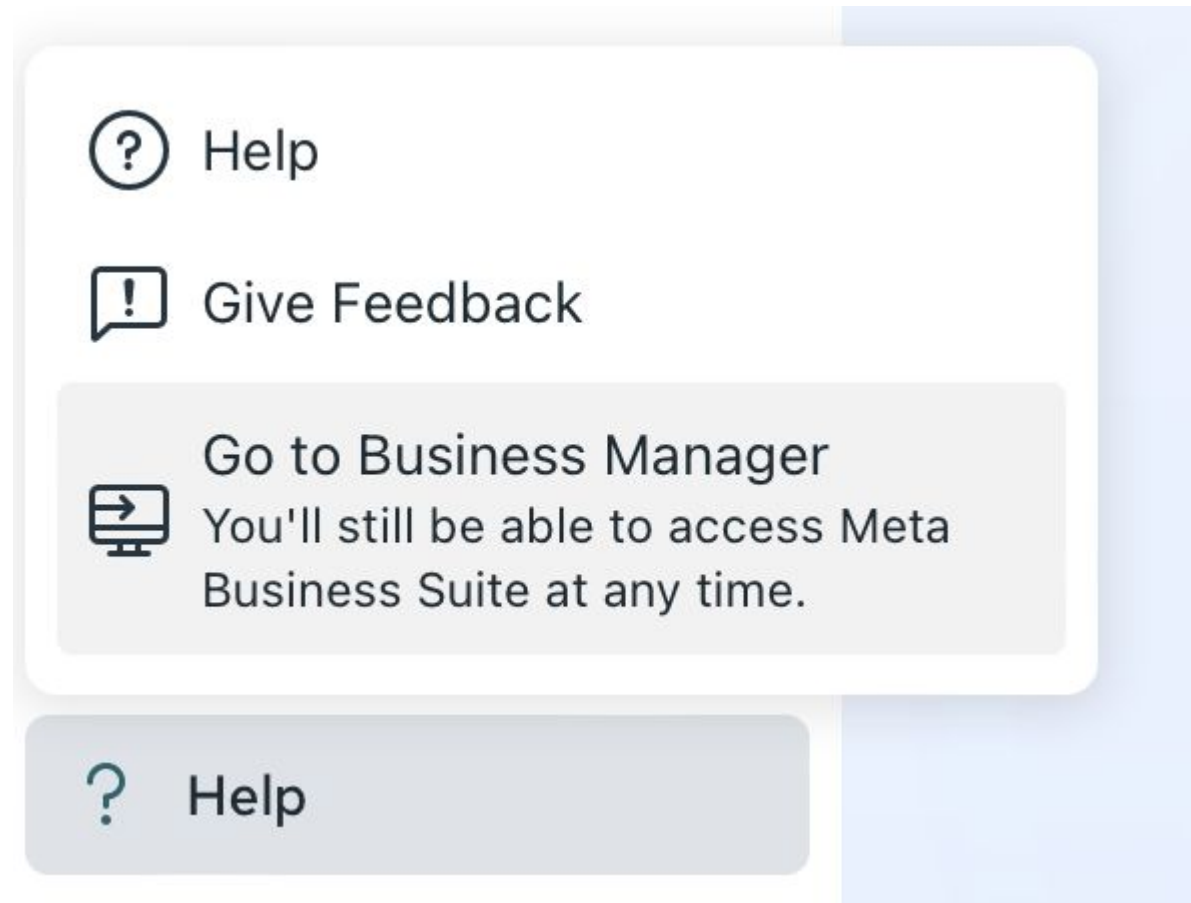 Help
Give Feedback
Go to Business Manager
You'll still be able to access Meta
Business Suite at any time.
Help